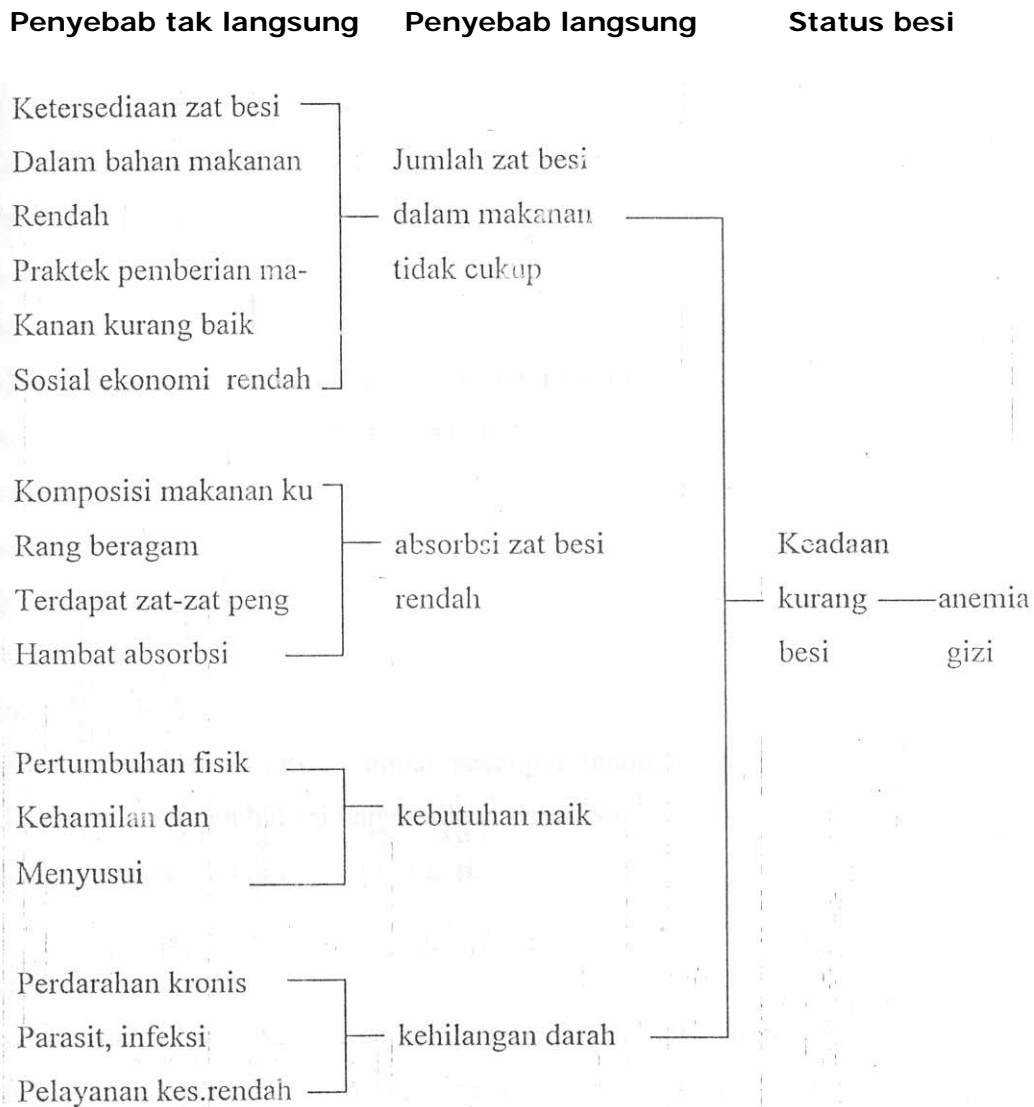 Penyebab tak langsung Penyebab langsung Status besi
Ketersediaan zat besi
Dalam bahan makanan
Rendah
Praktek pemberian ma-
Kanan kurang baik
Sosial ekonomi rendah
Jumlah zat besi
dalam makanan
tidak cukup
Komposisi makanan ku
Rang beragam
Terdapat zat-zat peng
Hambat absorbsi
absorbsi zat besi
rendah
Pertumbuhan fisik
Kehamilan dan
Menyusui
kebutuhan naik
Perdarahan kronis
Parasit, infeksi
Pelayanan kes.rendah
kehilangan darah
Keadaan
kurang
besi
anemia
gizi